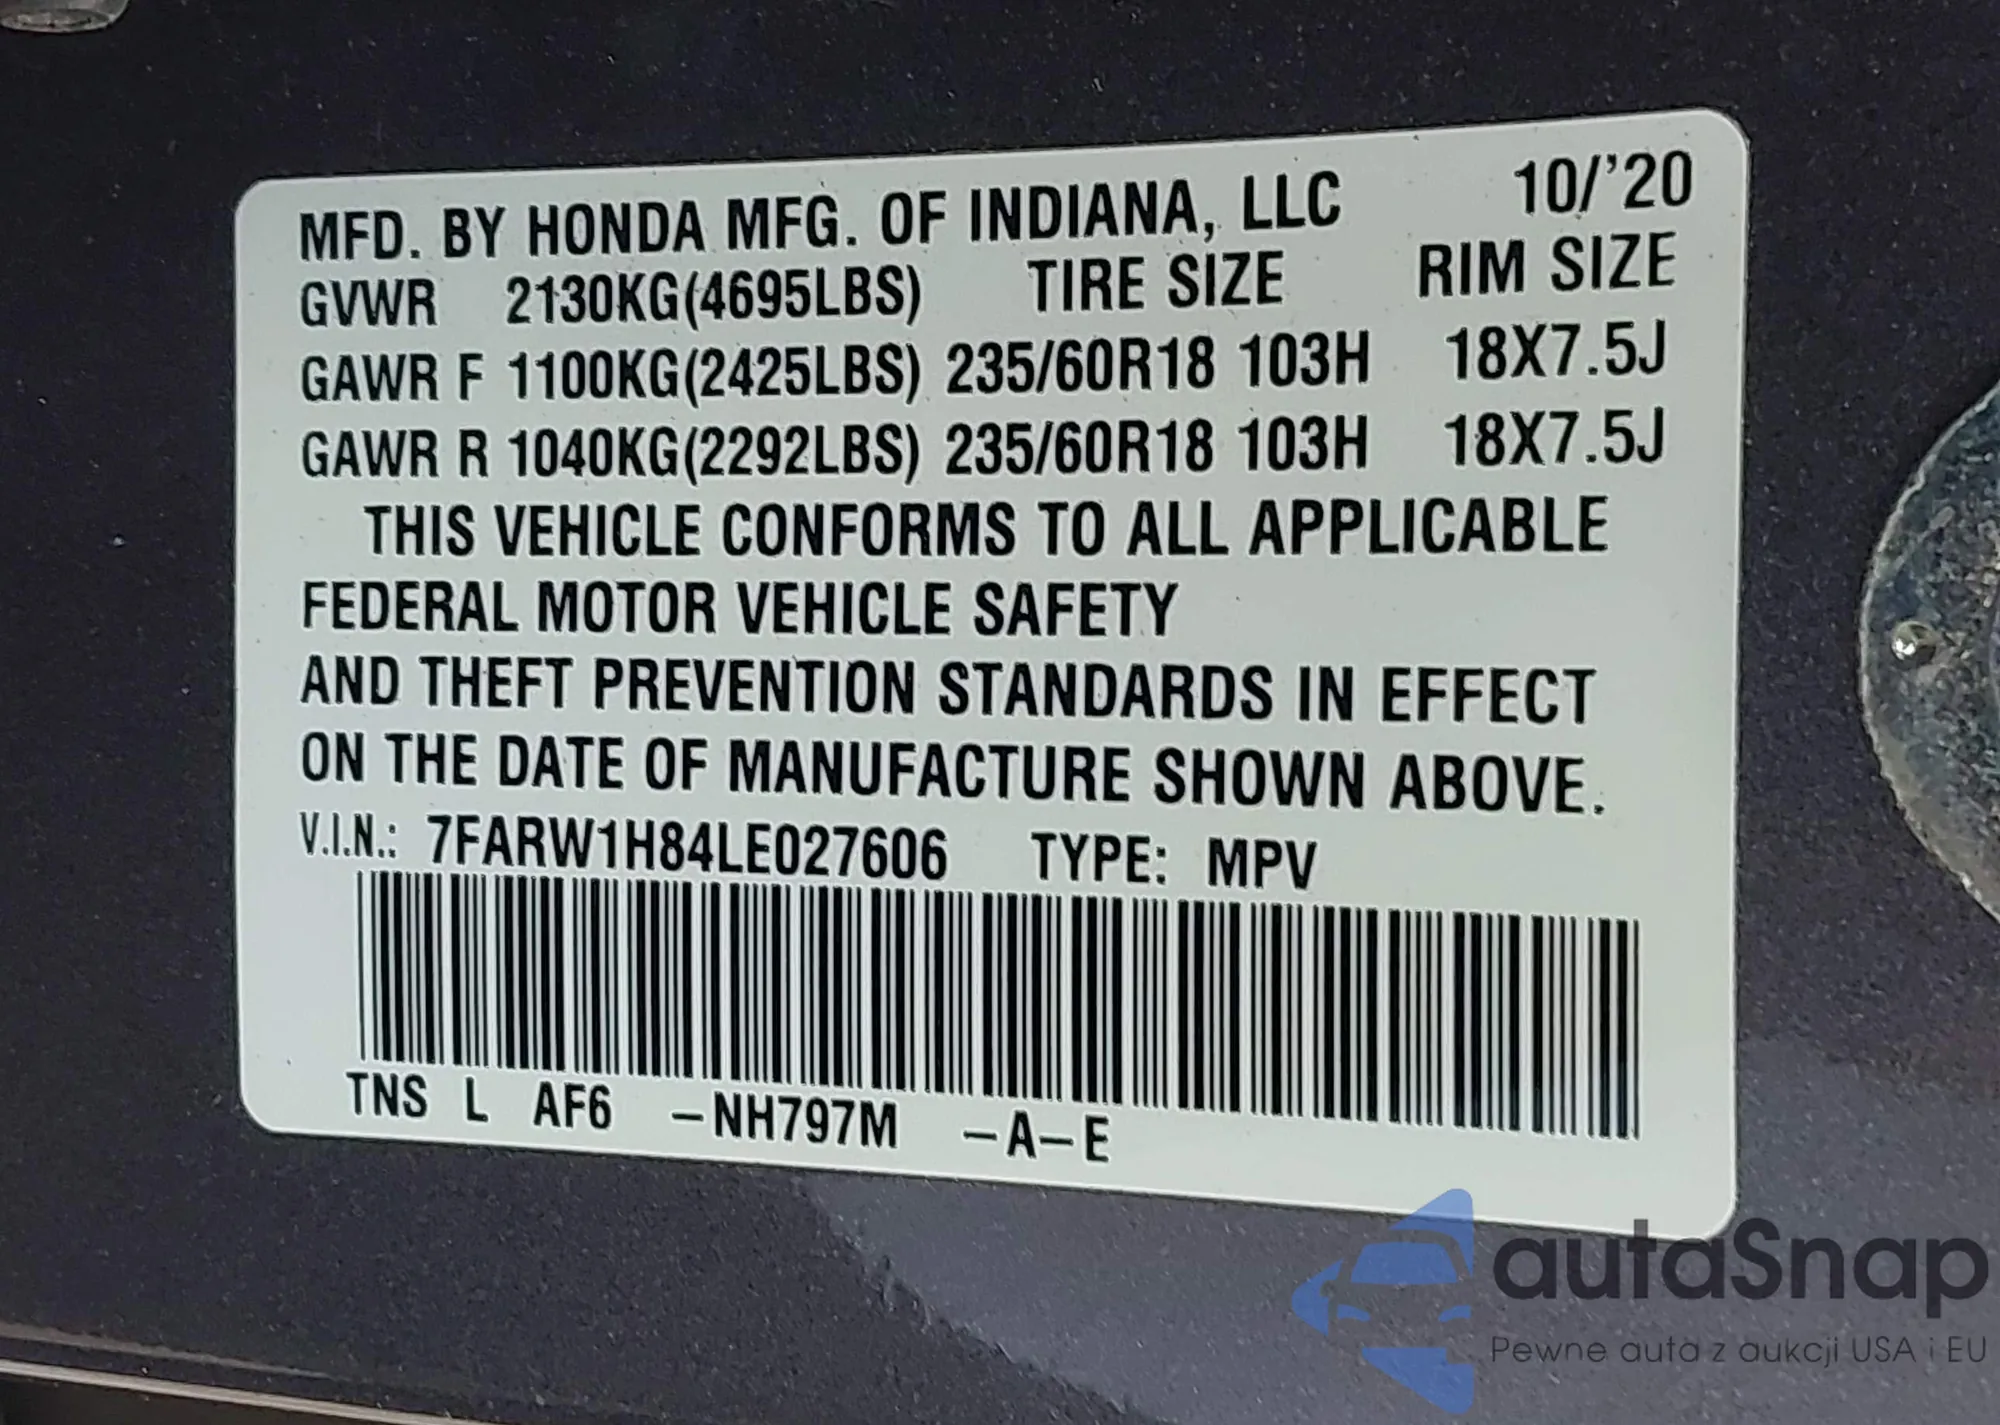 MFD. BY HONDA MFG. OF INDIANA, LLC 10/'20
GVWR 2130KG(4695LBS) TIRE SIZE RIM SIZE
GAWR F 1100KG(2425LBS) 235/60R18 103H 18X7.5J
GAWR R 1040KG(2292LBS) 235/60R18 103H 18X7.5J
THIS VEHICLE CONFORMS TO ALL APPLICABLE
FEDERAL MOTOR VEHICLE SAFETY
AND THEFT PREVENTION STANDARDS IN EFFECT
ON THE DATE OF MANUFACTURE SHOWN ABOVE.
V.I.N.: 7FARW1H84LE027606 TYPE: MPV
TNS L AF6 -NH797M -A-E
autaSnap
Pewne auta z aukcji USA i EU